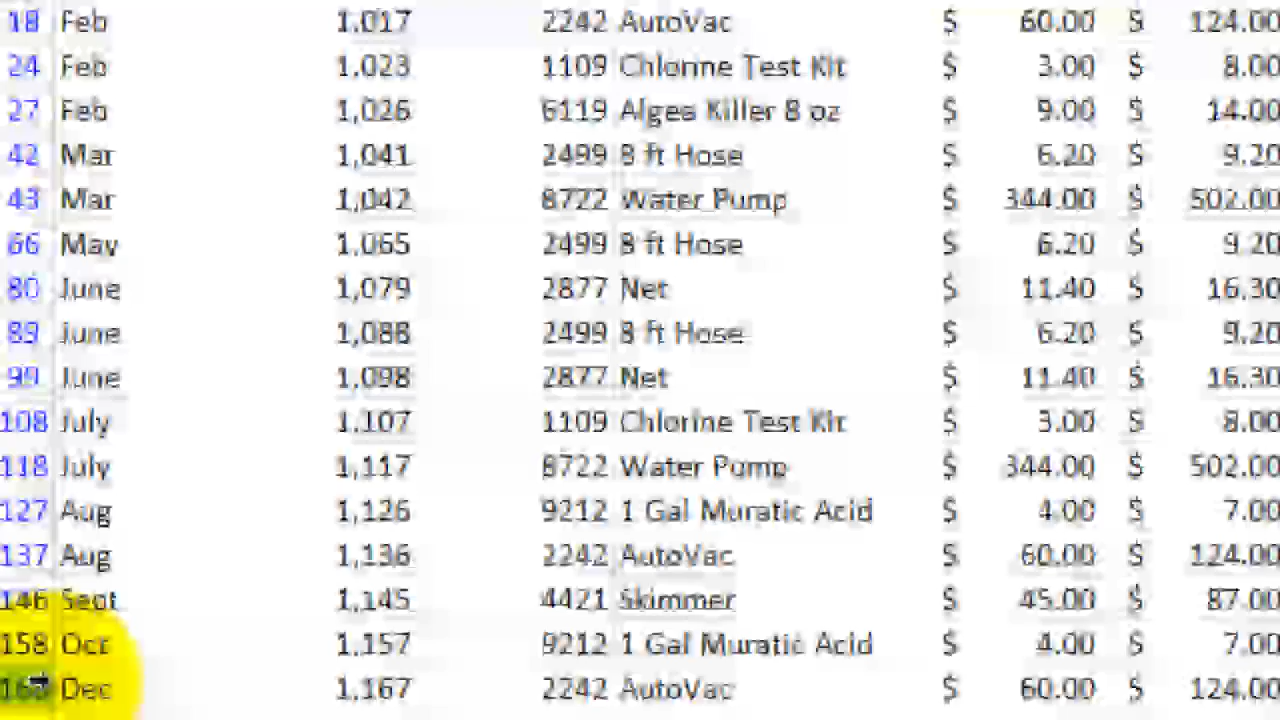 18 Feb 1,017 2242 AutoVac $ 60.00 $ 124.00
24 Feb 1,023 1109 Chlorine Test Kit $ 3.00 $ 8.00
27 Feb 1,026 6119 Algea Killer 8 oz $ 9.00 $ 14.00
42 Mar 1,041 2499 8 ft Hose $ 6.20 $ 9.20
43 Mar 1,042 8722 Water Pump $ 344.00 $ 502.00
66 May 1,065 2499 8 ft Hose $ 6.20 $ 9.20
80 June 1,079 2877 Net $ 11.40 $ 16.30
89 June 1,088 2499 8 ft Hose $ 6.20 $ 9.20
99 June 1,098 2877 Net $ 11.40 $ 16.30
108 July 1,107 1109 Chlorine Test Kit $ 3.00 $ 8.00
118 July 1,117 8722 Water Pump $ 344.00 $ 502.00
127 Aug 1,126 9212 1 Gal Muratic Acid $ 4.00 $ 7.00
137 Aug 1,136 2242 AutoVac $ 60.00 $ 124.00
146 Sept 1,145 4421 Skimmer $ 45.00 $ 87.00
158 Oct 1,157 9212 1 Gal Muratic Acid $ 4.00 $ 7.00
Dec 1,167 2242 AutoVac $ 60.00 $ 124.00